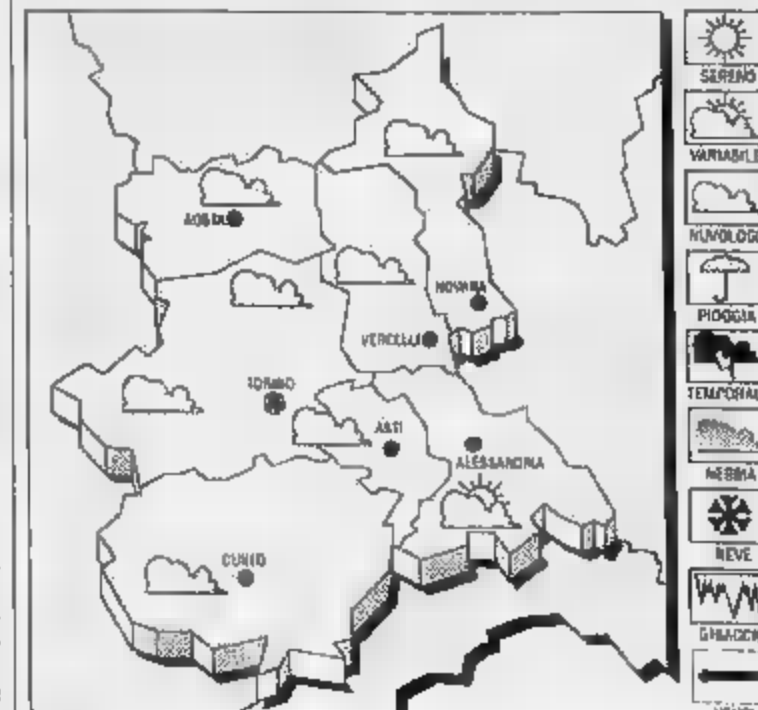 SERENO
VARIABILE
NUVOLOSO
PIOGGIA
TEMPORALE
NEBBIA
NEVE
GHIACCIO
AOSTA
NOVARA
VERCELLI
TORINO
ASTI
ALESSANDRIA
CUNEO